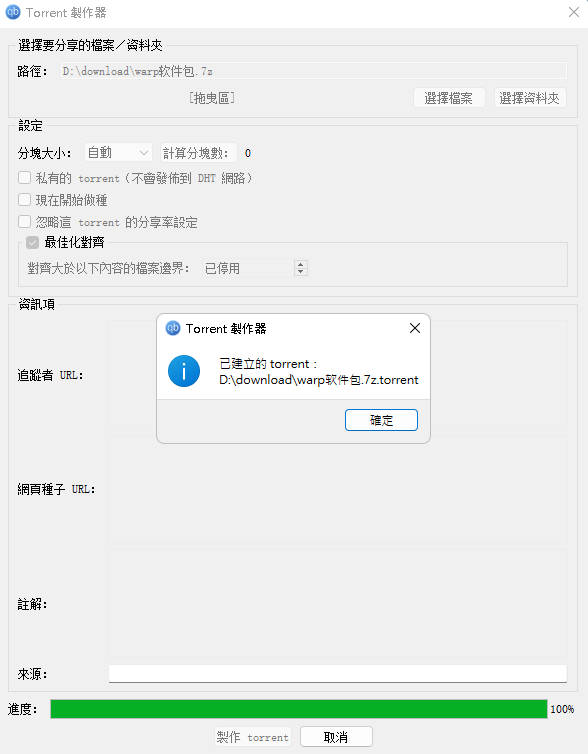 qb Torrent 製作器
選擇要分享的檔案／資料夾
路徑： D:\download\warp软件包.7z
[拖曳區] 選擇檔案 選擇資料夾
設定
分塊大小： 自動 計算分塊數： 0
私有的 torrent（不會發佈到 DHT 網路）
現在開始做種
忽略這 torrent 的分享率設定
最佳化對齊
對齊大於以下內容的檔案邊界： 已停用
資訊項
qb Torrent 製作器
已建立的 torrent：
D:\download\warp软件包.7z.torrent
確定
追蹤者 URL：
網頁種子 URL：
註解：
來源：
進度： 100%
製作 torrent 取消